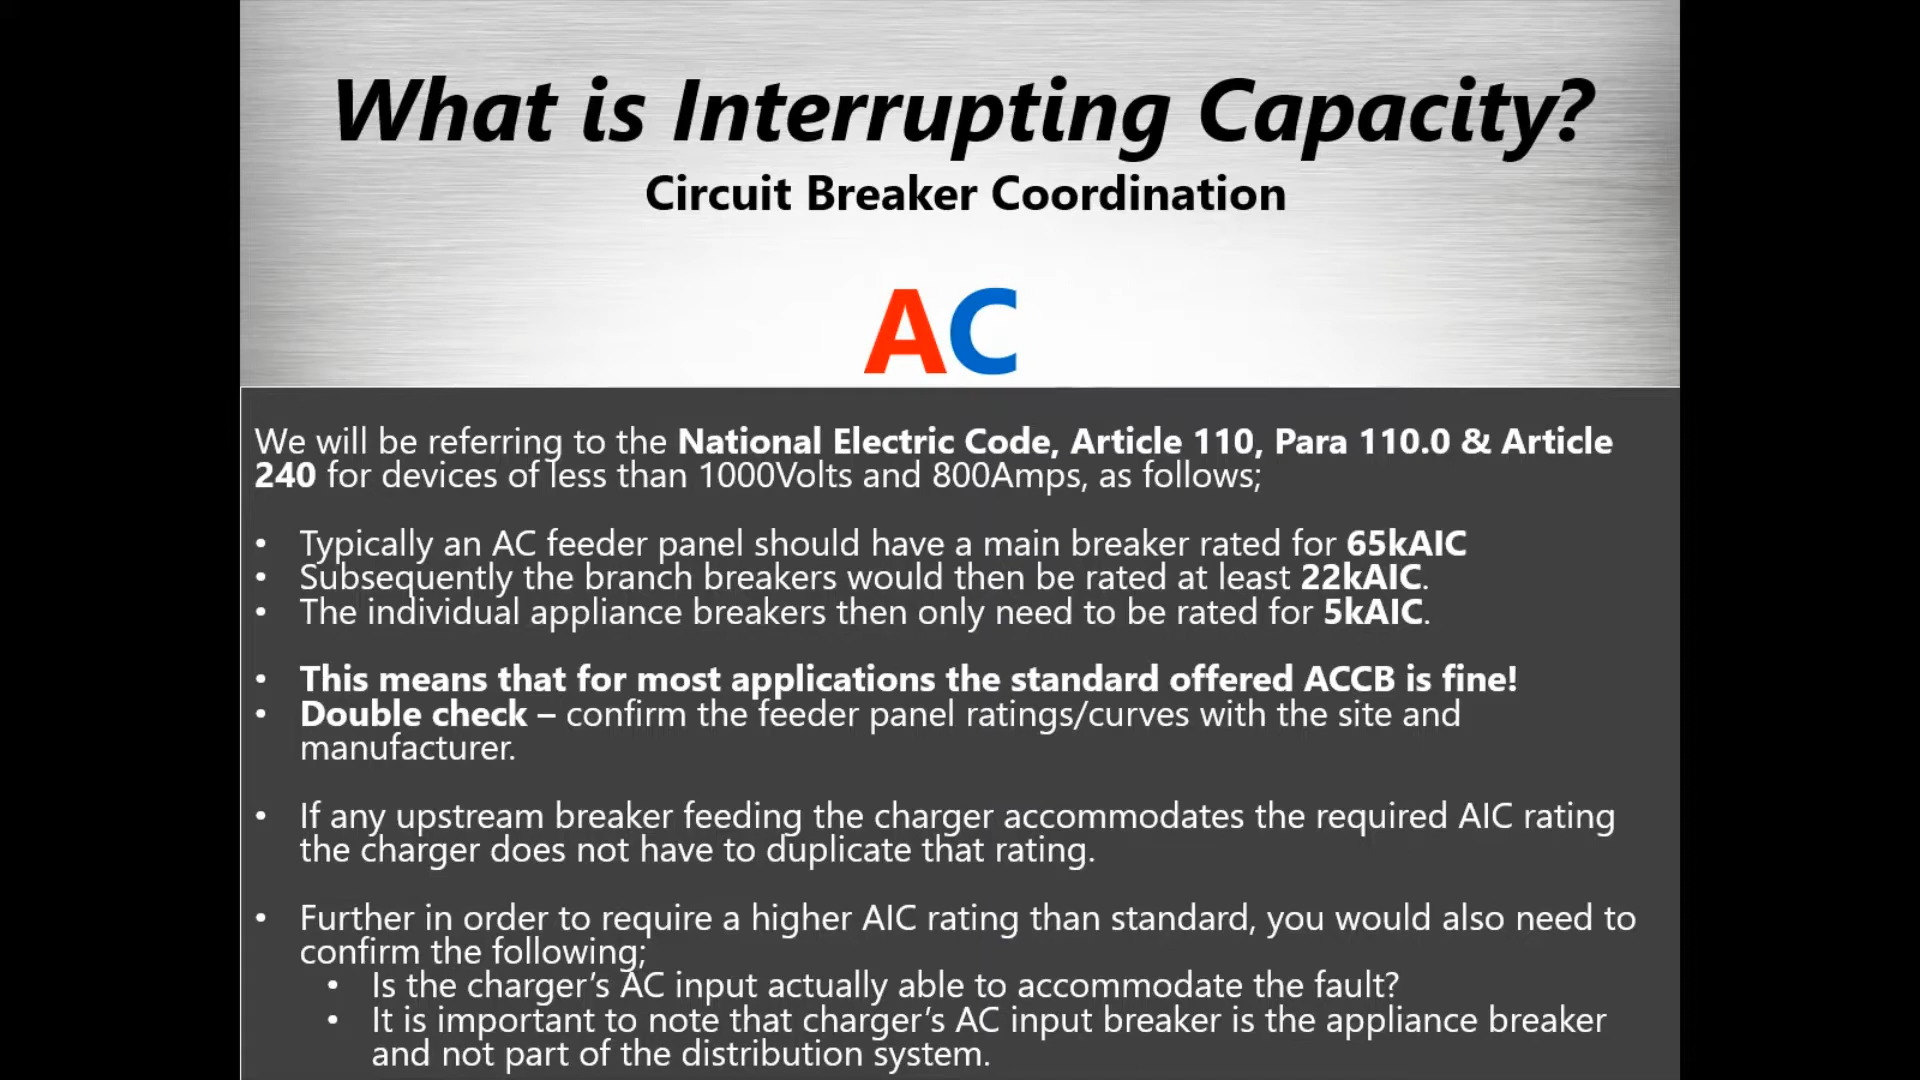 What is Interrupting Capacity?
Circuit Breaker Coordination
AC
We will be referring to the National Electric Code, Article 110, Para 110.0 & Article
240 for devices of less than 1000Volts and 800Amps, as follows;
• Typically an AC feeder panel should have a main breaker rated for 65kAIC
• Subsequently the branch breakers would then be rated at least 22kAIC.
• The individual appliance breakers then only need to be rated for 5kAIC.
• This means that for most applications the standard offered ACCB is fine!
• Double check – confirm the feeder panel ratings/curves with the site and
manufacturer.
• If any upstream breaker feeding the charger accommodates the required AIC rating
the charger does not have to duplicate that rating.
• Further in order to require a higher AIC rating than standard, you would also need to
confirm the following;
• Is the charger’s AC input actually able to accommodate the fault?
• It is important to note that charger’s AC input breaker is the appliance breaker
and not part of the distribution system.